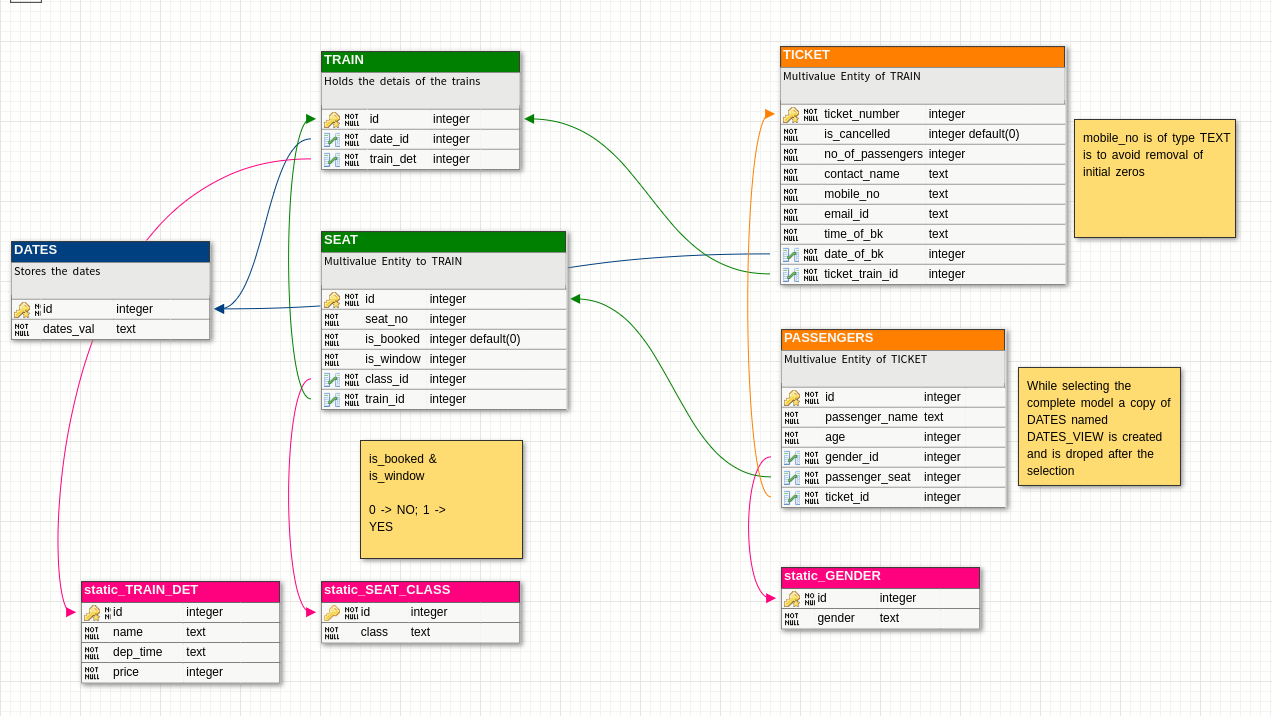 TRAIN
Holds the detais of the trains
NOT NULL id integer
NOT NULL date_id integer
NOT NULL train_det integer
TICKET
Multivalue Entity of TRAIN
NOT NULL ticket_number integer
NOT NULL is_cancelled integer default(0)
NOT NULL no_of_passengers integer
NOT NULL contact_name text
NOT NULL mobile_no text
NOT NULL email_id text
NOT NULL time_of_bk text
NOT NULL date_of_bk integer
NOT NULL ticket_train_id integer
mobile_no is of type TEXT
is to avoid removal of
initial zeros
DATES
Stores the dates
id integer
NOT NULL dates_val text
SEAT
Multivalue Entity to TRAIN
NOT NULL id integer
NOT NULL seat_no integer
NOT NULL is_booked integer default(0)
NOT NULL is_window integer
NOT NULL class_id integer
NOT NULL train_id integer
PASSENGERS
Multivalue Entity of TICKET
NOT NULL id integer
NOT NULL passenger_name text
NOT NULL age integer
NOT NULL gender_id integer
NOT NULL passenger_seat integer
NOT NULL ticket_id integer
While selecting the
complete model a copy of
DATES named
DATES_VIEW is created
and is droped after the
selection
is_booked &
is_window
0 -> NO; 1 ->
YES
static_TRAIN_DET
id integer
NOT NULL name text
NOT NULL dep_time text
NOT NULL price integer
static_SEAT_CLASS
NOT NULL id integer
NOT NULL class text
static_GENDER
id integer
NOT NULL gender text